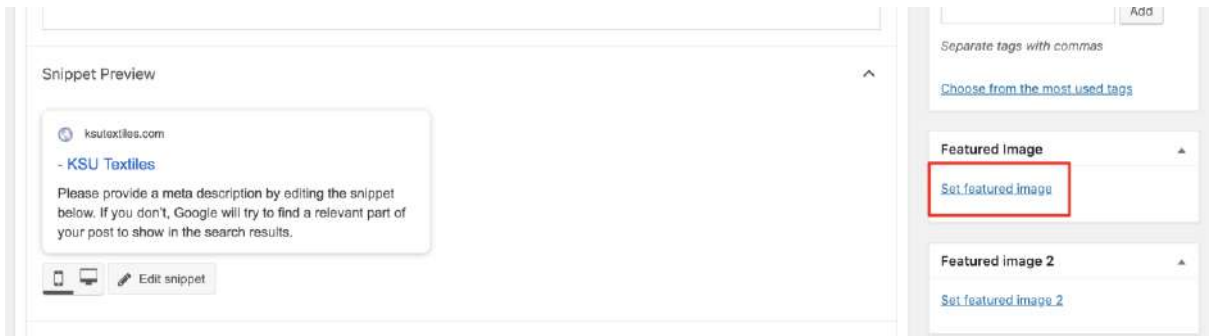 Snippet Preview
ksutextiles.com
- KSU Textiles
Please provide a meta description by editing the snippet
below. If you don't, Google will try to find a relevant part of
your post to show in the search results.
Edit snippet
Add
Separate tags with commas
Choose from the most used tags
Featured Image
Set featured image
Featured image 2
Set featured image 2